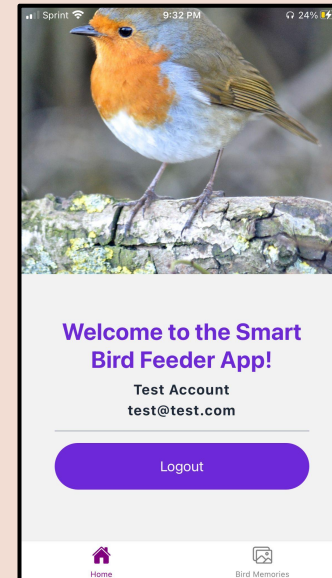 Sprint 9:32 PM 24%
Welcome to the Smart
Bird Feeder App!
Test Account
test@test.com
Logout
Home Bird Memories